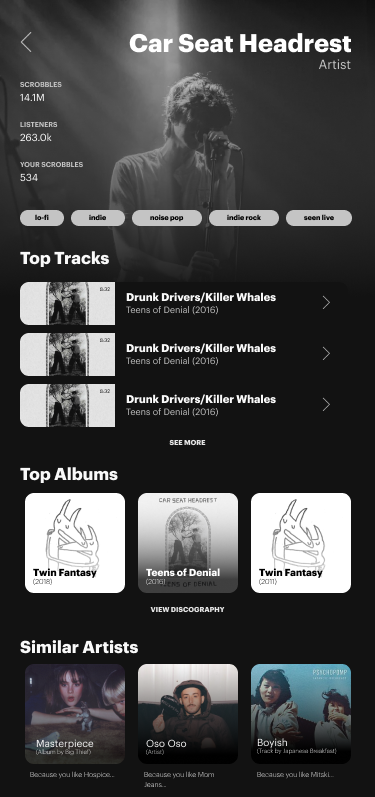 Car Seat Headrest
Artist
SCROBBLES
14.1M
LISTENERS
263.0k
YOUR SCROBBLES
534
lo-fi
indie
noise pop
indie rock
seen live
Top Tracks
8:32
Drunk Drivers/Killer Whales
Teens of Denial (2016)
8:32
Drunk Drivers/Killer Whales
Teens of Denial (2016)
8:32
Drunk Drivers/Killer Whales
Teens of Denial (2016)
SEE MORE
Top Albums
Twin Fantasy
(2018)
CAR SEAT HEADREST
Teens of Denial
(2016)
TEENS OF DENIAL
Twin Fantasy
(2011)
VIEW DISCOGRAPHY
Similar Artists
Masterpiece
(Album by Big Thief)
Because you like Hospice...
Oso Oso
(Artist)
Because you like Mom
Jeans...
PSYCHOPOMP
Boyish
(Track by Japanese Breakfast)
Because you like Mitski...